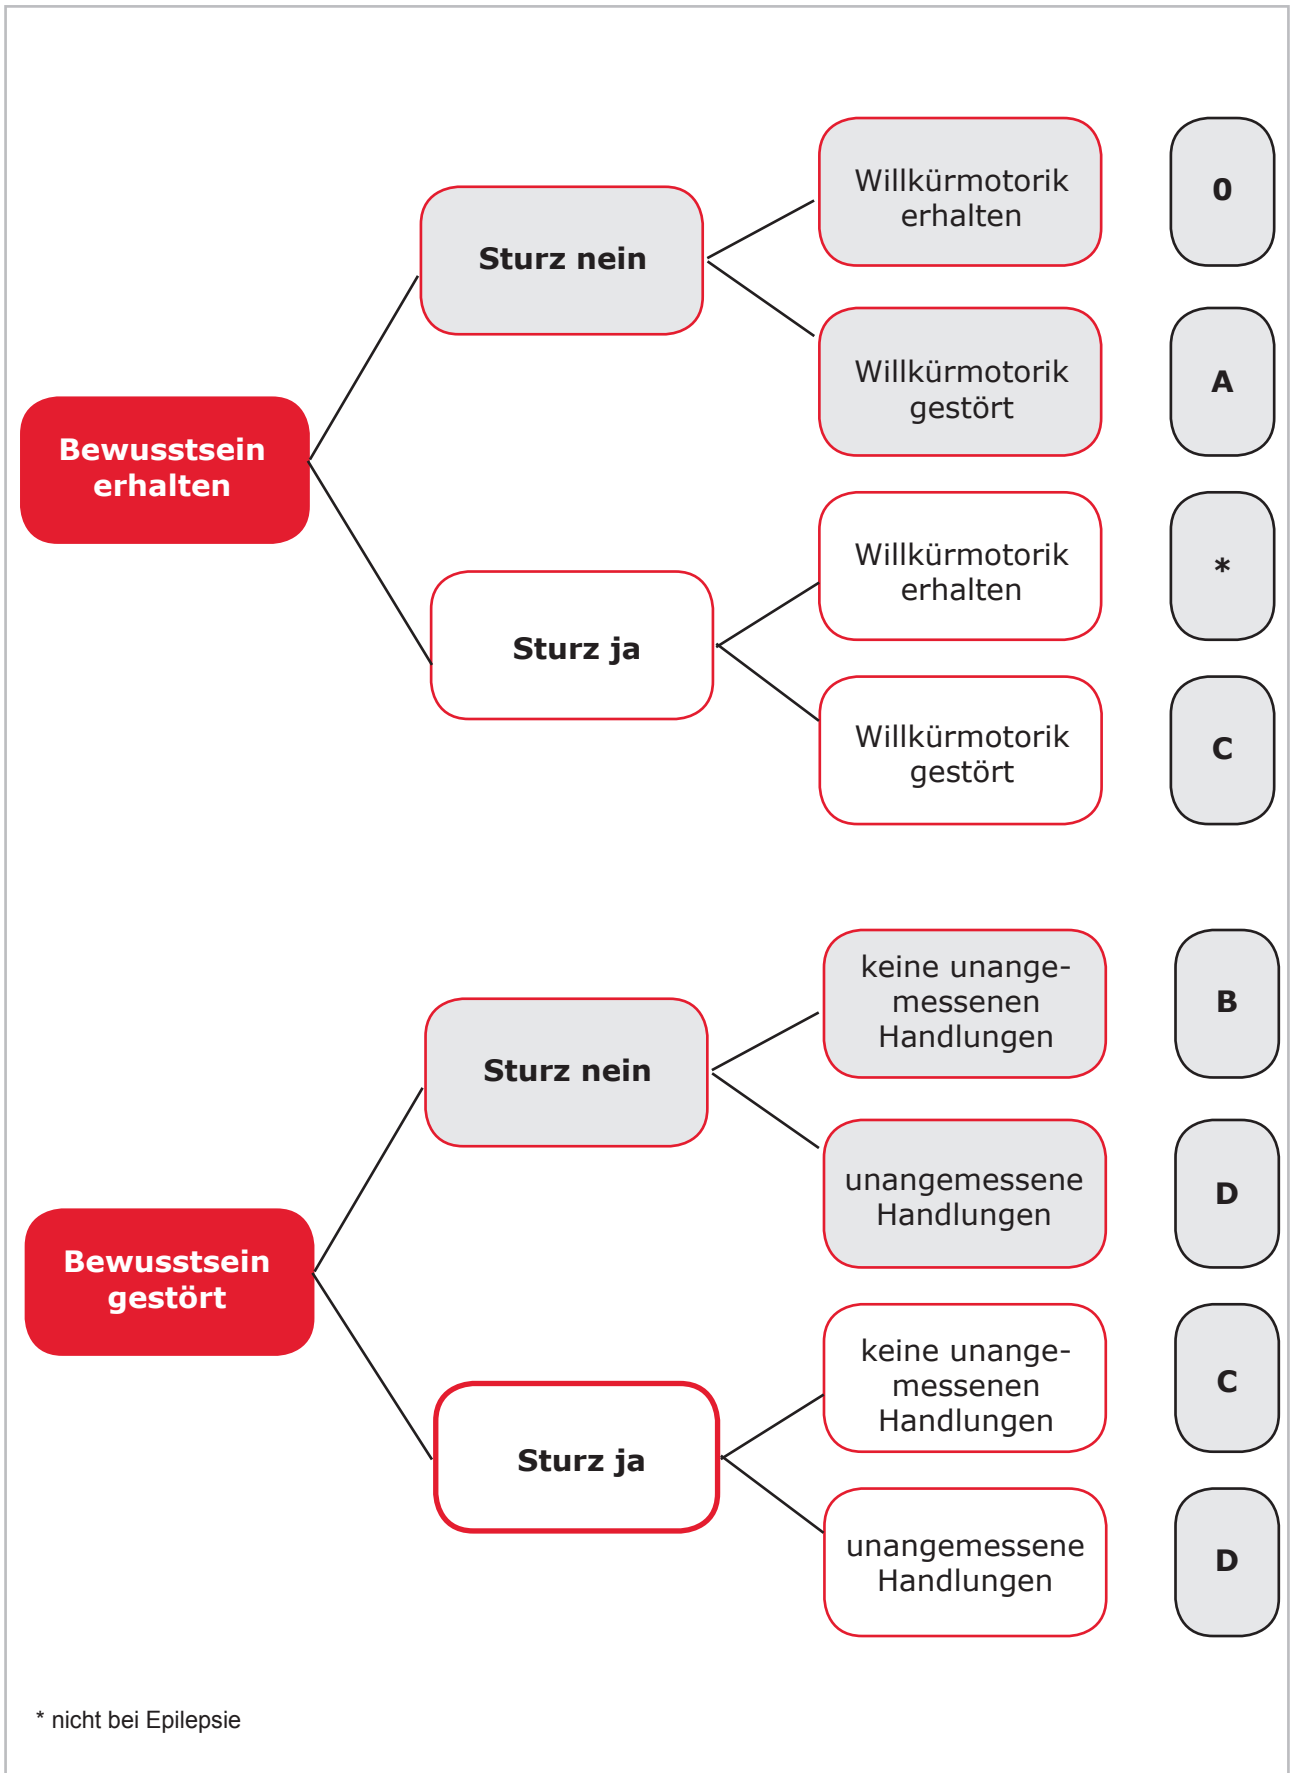 Bewusstsein
erhalten
Sturz nein
Willkürmotorik
erhalten
0
Willkürmotorik
gestört
A
Sturz ja
Willkürmotorik
erhalten
*
Willkürmotorik
gestört
C
Bewusstsein
gestört
Sturz nein
keine unange-
messenen
Handlungen
B
unangemessene
Handlungen
D
Sturz ja
keine unange-
messenen
Handlungen
C
unangemessene
Handlungen
D
* nicht bei Epilepsie